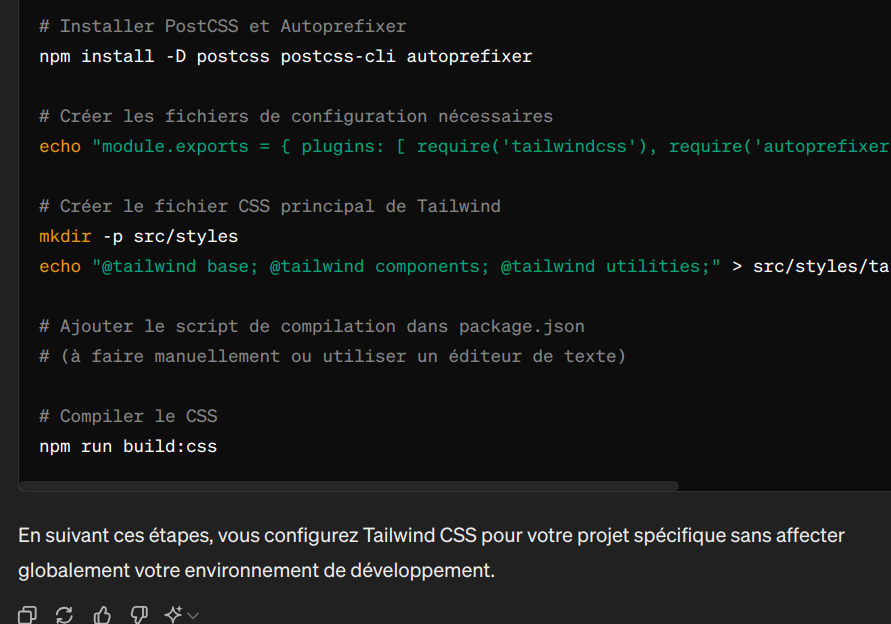 # Installer PostCSS et Autoprefixer
npm install -D postcss postcss-cli autoprefixer
# Créer les fichiers de configuration nécessaires
echo "module.exports = { plugins: [ require('tailwindcss'), require('autoprefixer
# Créer le fichier CSS principal de Tailwind
mkdir -p src/styles
echo "@tailwind base; @tailwind components; @tailwind utilities;" > src/styles/ta
# Ajouter le script de compilation dans package.json
# (à faire manuellement ou utiliser un éditeur de texte)
# Compiler le CSS
npm run build:css
En suivant ces étapes, vous configurez Tailwind CSS pour votre projet spécifique sans affecter
globalement votre environnement de développement.